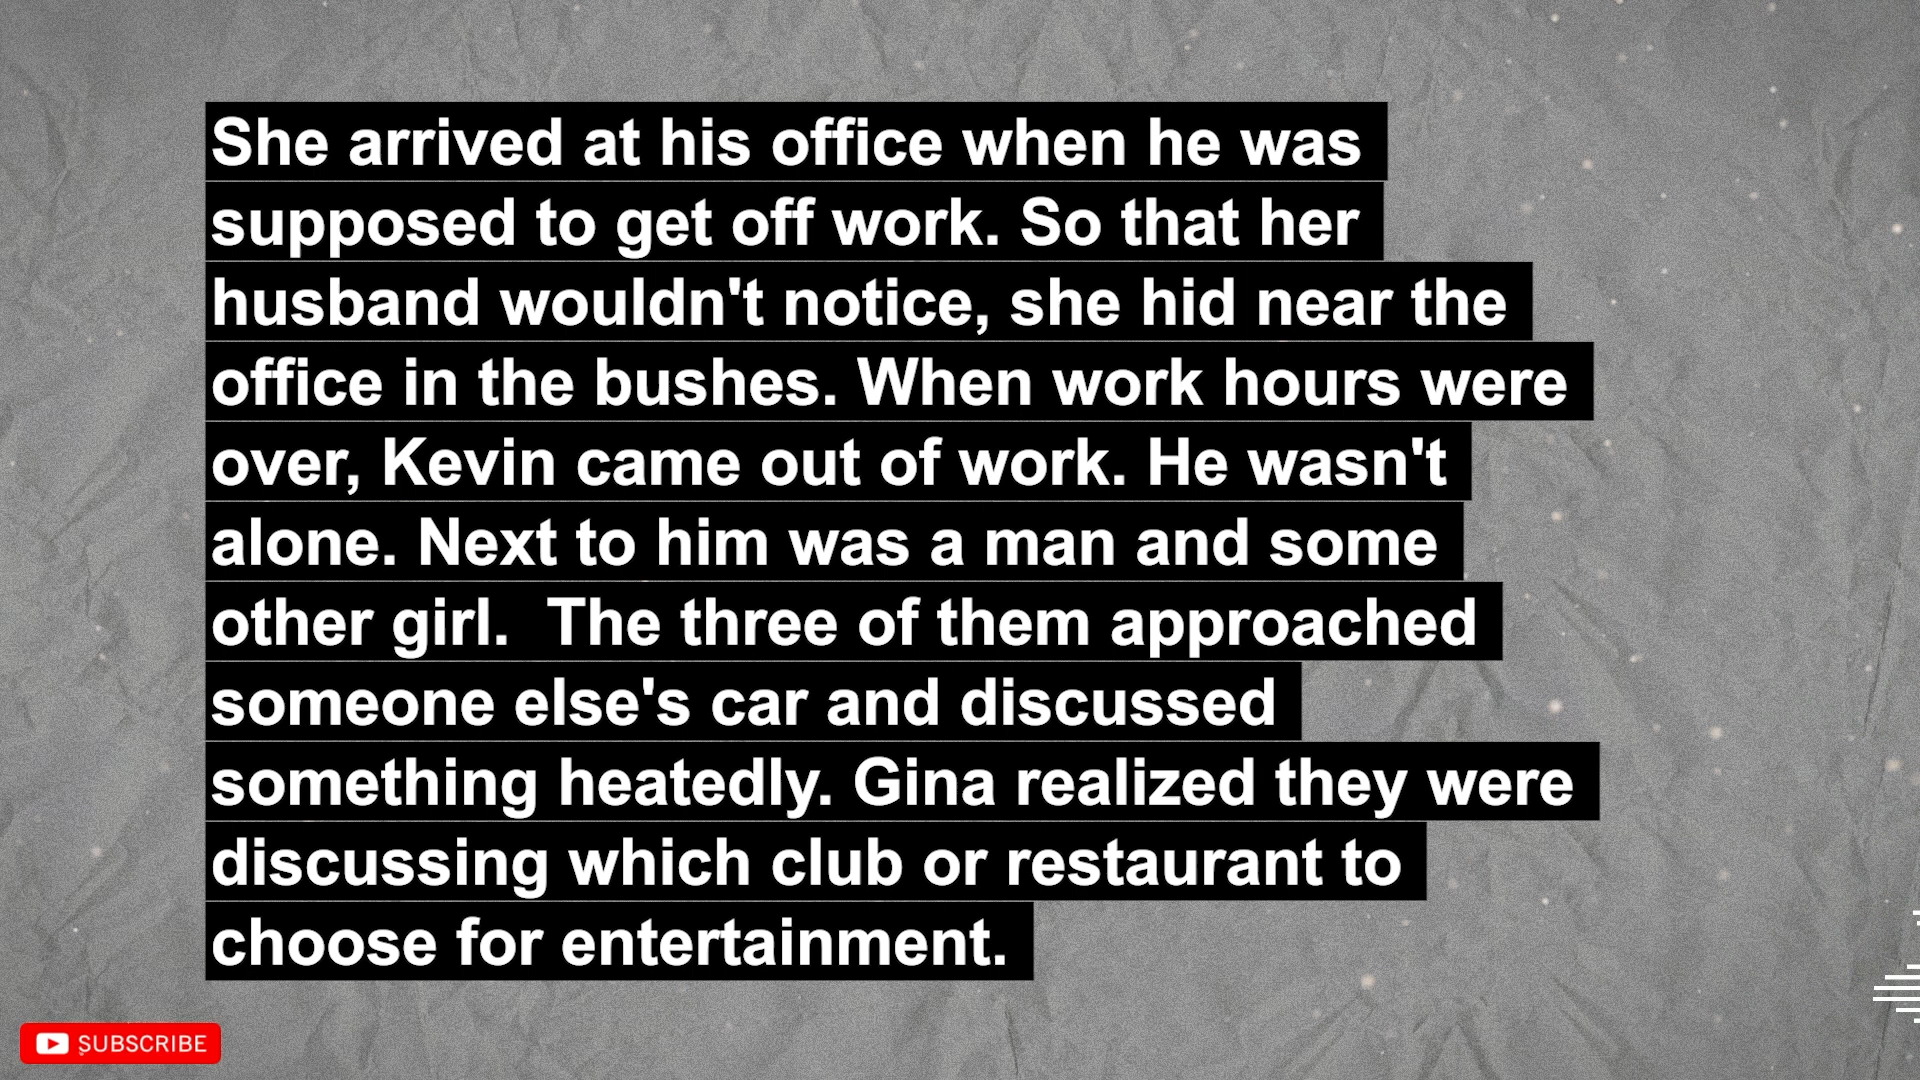 She arrived at his office when he was
supposed to get off work. So that her
husband wouldn't notice, she hid near the
office in the bushes. When work hours were
over, Kevin came out of work. He wasn't
alone. Next to him was a man and some
other girl.  The three of them approached
someone else's car and discussed
something heatedly. Gina realized they were
discussing which club or restaurant to
choose for entertainment.
SUBSCRIBE